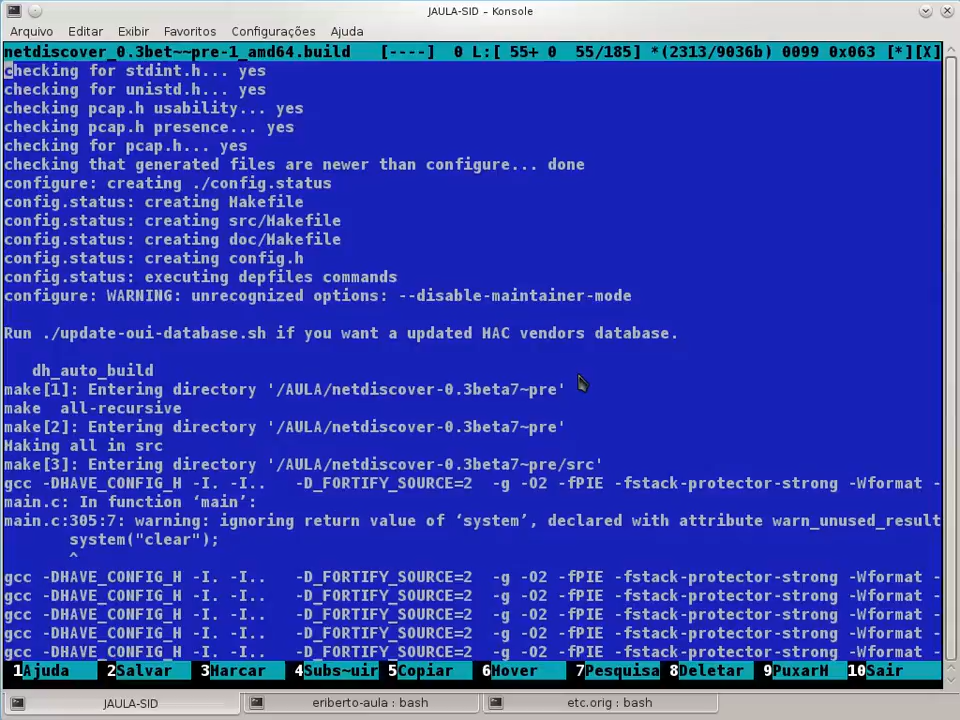 JAULA-SID – Konsole
Arquivo Editar Exibir Favoritos Configurações Ajuda
netdiscover_0.3bet~~pre-1_amd64.build [----] 0 L:[ 55+ 0 55/185] *(2313/9036b) 0099 0x063 [*][X]
checking for stdint.h... yes
checking for unistd.h... yes
checking pcap.h usability... yes
checking pcap.h presence... yes
checking for pcap.h... yes
checking that generated files are newer than configure... done
configure: creating ./config.status
config.status: creating Makefile
config.status: creating src/Makefile
config.status: creating doc/Makefile
config.status: creating config.h
config.status: executing depfiles commands
configure: WARNING: unrecognized options: --disable-maintainer-mode
Run ./update-oui-database.sh if you want a updated MAC vendors database.
dh_auto_build
make[1]: Entering directory '/AULA/netdiscover-0.3beta7~pre'
make all-recursive
make[2]: Entering directory '/AULA/netdiscover-0.3beta7~pre'
Making all in src
make[3]: Entering directory '/AULA/netdiscover-0.3beta7~pre/src'
gcc -DHAVE_CONFIG_H -I. -I.. -D_FORTIFY_SOURCE=2 -g -O2 -fPIE -fstack-protector-strong -Wformat -
main.c: In function ‘main’:
main.c:305:7: warning: ignoring return value of ‘system’, declared with attribute warn_unused_result
system("clear");
^
gcc -DHAVE_CONFIG_H -I. -I.. -D_FORTIFY_SOURCE=2 -g -O2 -fPIE -fstack-protector-strong -Wformat -
gcc -DHAVE_CONFIG_H -I. -I.. -D_FORTIFY_SOURCE=2 -g -O2 -fPIE -fstack-protector-strong -Wformat -
gcc -DHAVE_CONFIG_H -I. -I.. -D_FORTIFY_SOURCE=2 -g -O2 -fPIE -fstack-protector-strong -Wformat -
gcc -DHAVE_CONFIG_H -I. -I.. -D_FORTIFY_SOURCE=2 -g -O2 -fPIE -fstack-protector-strong -Wformat -
gcc -DHAVE_CONFIG_H -I. -I.. -D_FORTIFY_SOURCE=2 -g -O2 -fPIE -fstack-protector-strong -Wformat -
1Ajuda 2Salvar 3Marcar 4Subs~uir 5Copiar 6Mover 7Pesquisa 8Deletar 9PuxarM 10Sair
JAULA-SID eriberto-aula : bash etc.orig : bash